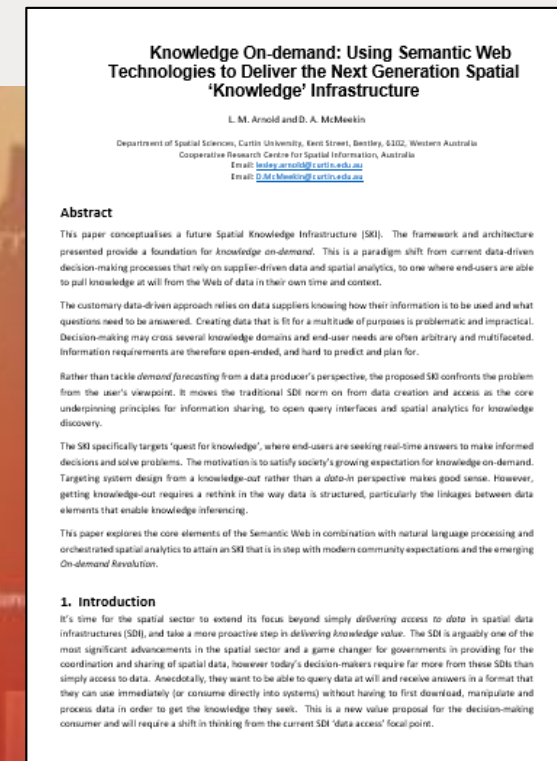 Knowledge On-demand: Using Semantic Web
Technologies to Deliver the Next Generation Spatial
‘Knowledge’ Infrastructure
L. M. Arnold and D. A. McMeekin
Department of Spatial Sciences, Curtin University, Kent Street, Bentley, 6102, Western Australia
Cooperative Research Centre for Spatial Information, Australia
Email: lesley.arnold@curtin.edu.au
Email: D.McMeekin@curtin.edu.au
Abstract
This paper conceptualises a future Spatial Knowledge Infrastructure (SKI). The framework and architecture
presented provide a foundation for knowledge on-demand. This is a paradigm shift from current data-driven
decision-making processes that rely on supplier-driven data and spatial analytics, to one where end-users are able
to pull knowledge at will from the Web of data in their own time and context.
The customary data-driven approach relies on data suppliers knowing how their information is to be used and what
questions need to be answered. Creating data that is fit for a multitude of purposes is problematic and impractical.
Decision-making may cross several knowledge domains and end-user needs are often arbitrary and multifaceted.
Information requirements are therefore open-ended, and hard to predict and plan for.
Rather than tackle demand forecasting from a data producer’s perspective, the proposed SKI confronts the problem
from the user’s viewpoint. It moves the traditional SDI norm on from data creation and access as the core
underpinning principles for information sharing, to open query interfaces and spatial analytics for knowledge
discovery.
The SKI specifically targets ‘quest for knowledge’, where end-users are seeking real-time answers to make informed
decisions and solve problems. The motivation is to satisfy society’s growing expectation for knowledge on-demand.
Targeting system design from a knowledge-out rather than a data-in perspective makes good sense. However,
getting knowledge-out requires a rethink in the way data is structured, particularly the linkages between data
elements that enable knowledge inferencing.
This paper explores the core elements of the Semantic Web in combination with natural language processing and
orchestrated spatial analytics to attain an SKI that is in step with modern community expectations and the emerging
On-demand Revolution.
1. Introduction
It’s time for the spatial sector to extend its focus beyond simply delivering access to data in spatial data
infrastructures (SDI), and take a more proactive step in delivering knowledge value. The SDI is arguably one of the
most significant advancements in the spatial sector and a game changer for governments in providing for the
coordination and sharing of spatial data, however today’s decision-makers require far more from these SDIs than
simply access to data. Anecdotally, they want to be able to query data at will and receive answers in a format that
they can use immediately (or consume directly into systems) without having to first download, manipulate and
process data in order to get the knowledge they seek. This is a new value proposal for the decision-making
consumer and will require a shift in thinking from the current SDI ‘data access’ focal point.